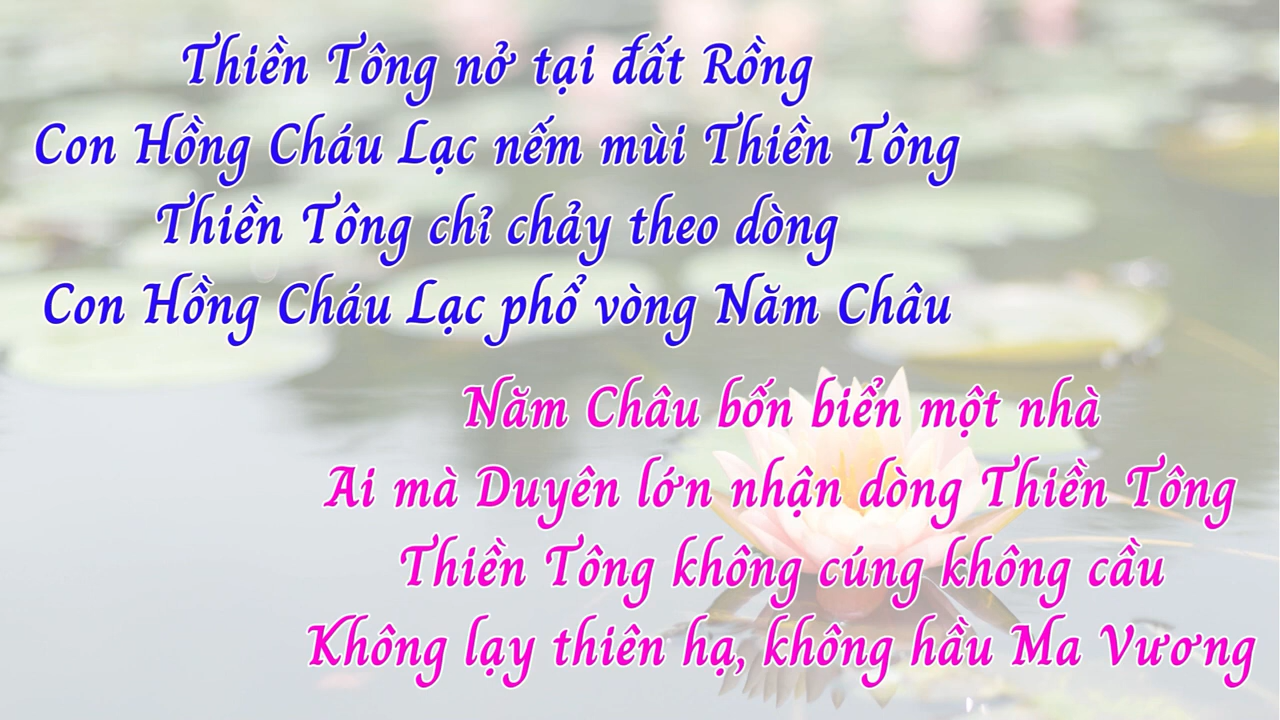 Thiền Tông nở tại đất Rồng
Con Hồng Cháu Lạc nếm mùi Thiền Tông
Thiền Tông chỉ chảy theo dòng
Con Hồng Cháu Lạc phổ vòng Năm Châu
Năm Châu bốn biển một nhà
Ai mà Duyên lớn nhận dòng Thiền Tông
Thiền Tông không cúng không cầu
Không lạy thiên hạ, không hầu Ma Vương